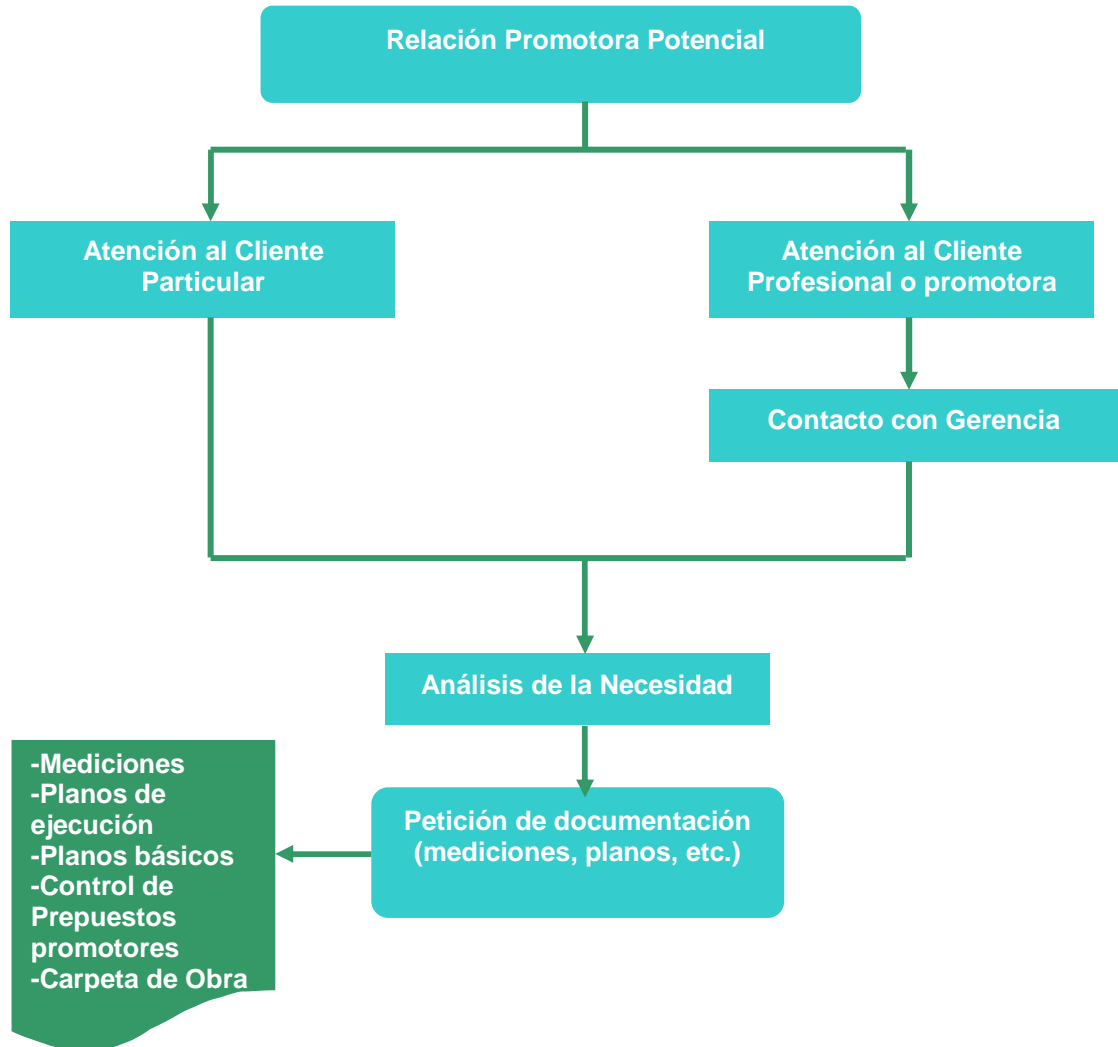 Relación Promotora Potencial
Atención al Cliente
Particular
Atención al Cliente
Profesional o promotora
Contacto con Gerencia
Análisis de la Necesidad
Petición de documentación
(mediciones, planos, etc.)
-Mediciones
-Planos de
ejecución
-Planos básicos
-Control de
Prepuestos
promotores
-Carpeta de Obra